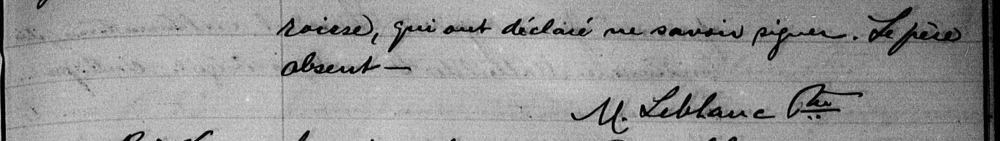 roisse, qui ont déclaré ne savoir signer. Le père
absent —
M. Leblanc Ptre